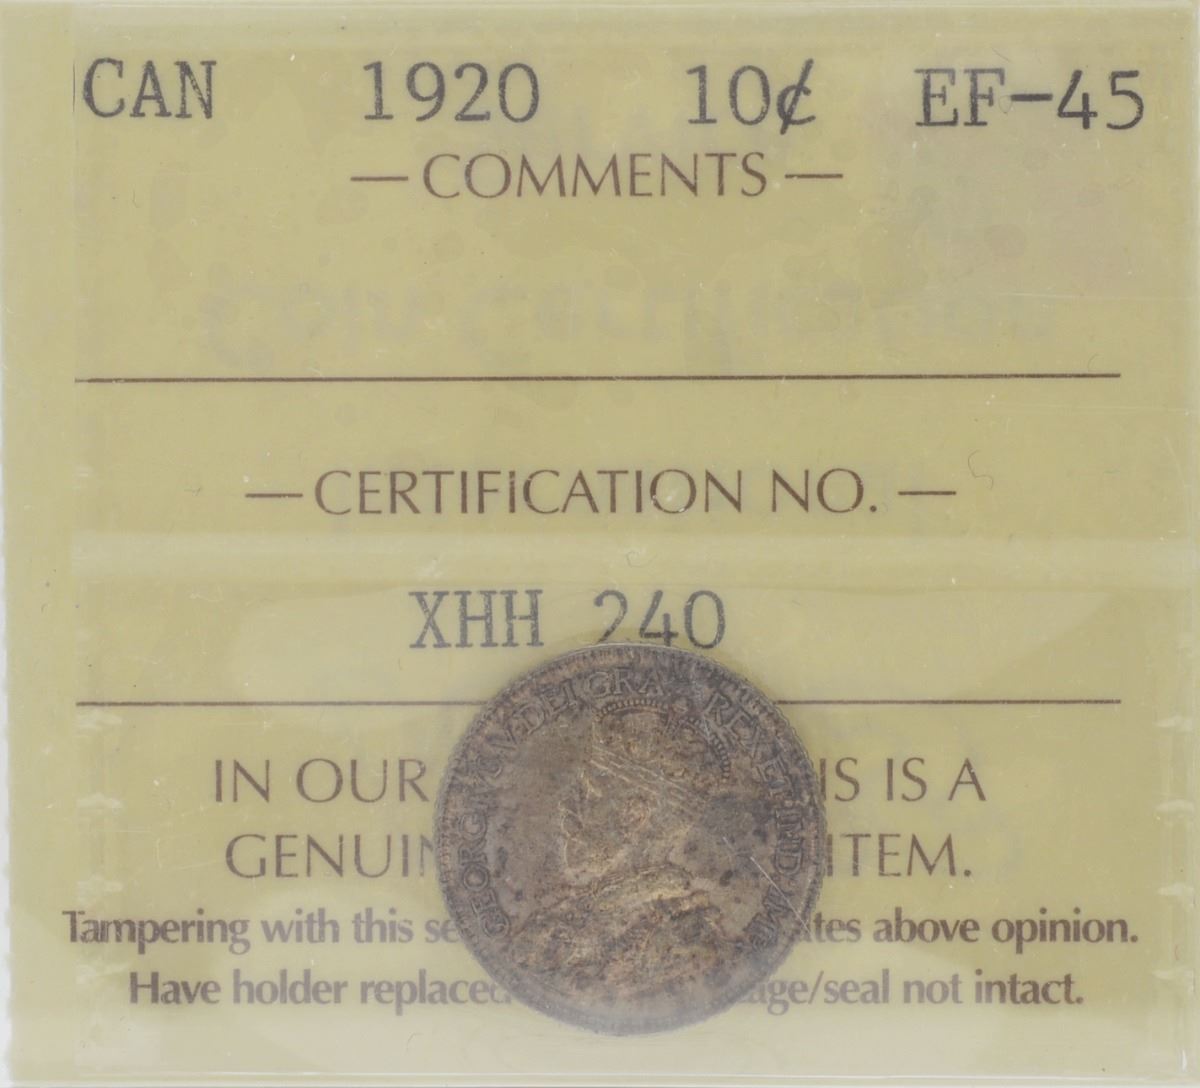 CAN 1920 10¢ EF-45
— COMMENTS —
— CERTIFICATION NO. —
XHH 240
IN OUR IS IS A
GENUIN ITEM.
Tampering with this se ates above opinion.
Have holder replaced age/seal not intact.
GEORGIVS V DEI GRA: REX ET IND: IMP: